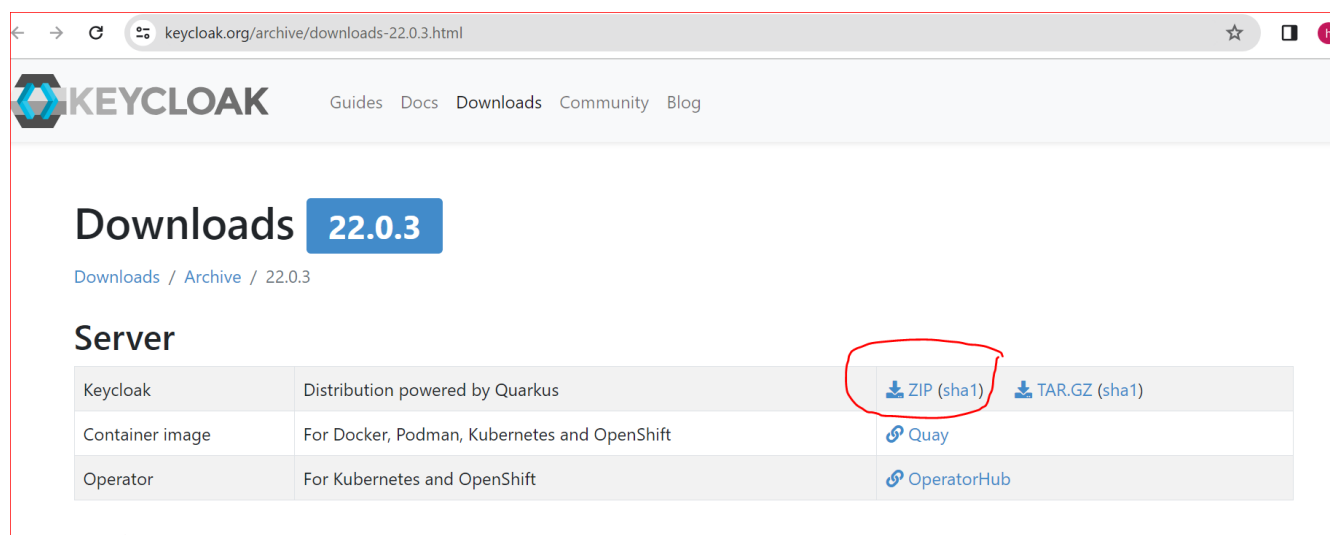 keycloak.org/archive/downloads-22.0.3.html
KEYCLOAK Guides Docs Downloads Community Blog
Downloads 22.0.3
Downloads / Archive / 22.0.3
Server
Keycloak Distribution powered by Quarkus ZIP (sha1) TAR.GZ (sha1)
Container image For Docker, Podman, Kubernetes and OpenShift Quay
Operator For Kubernetes and OpenShift OperatorHub